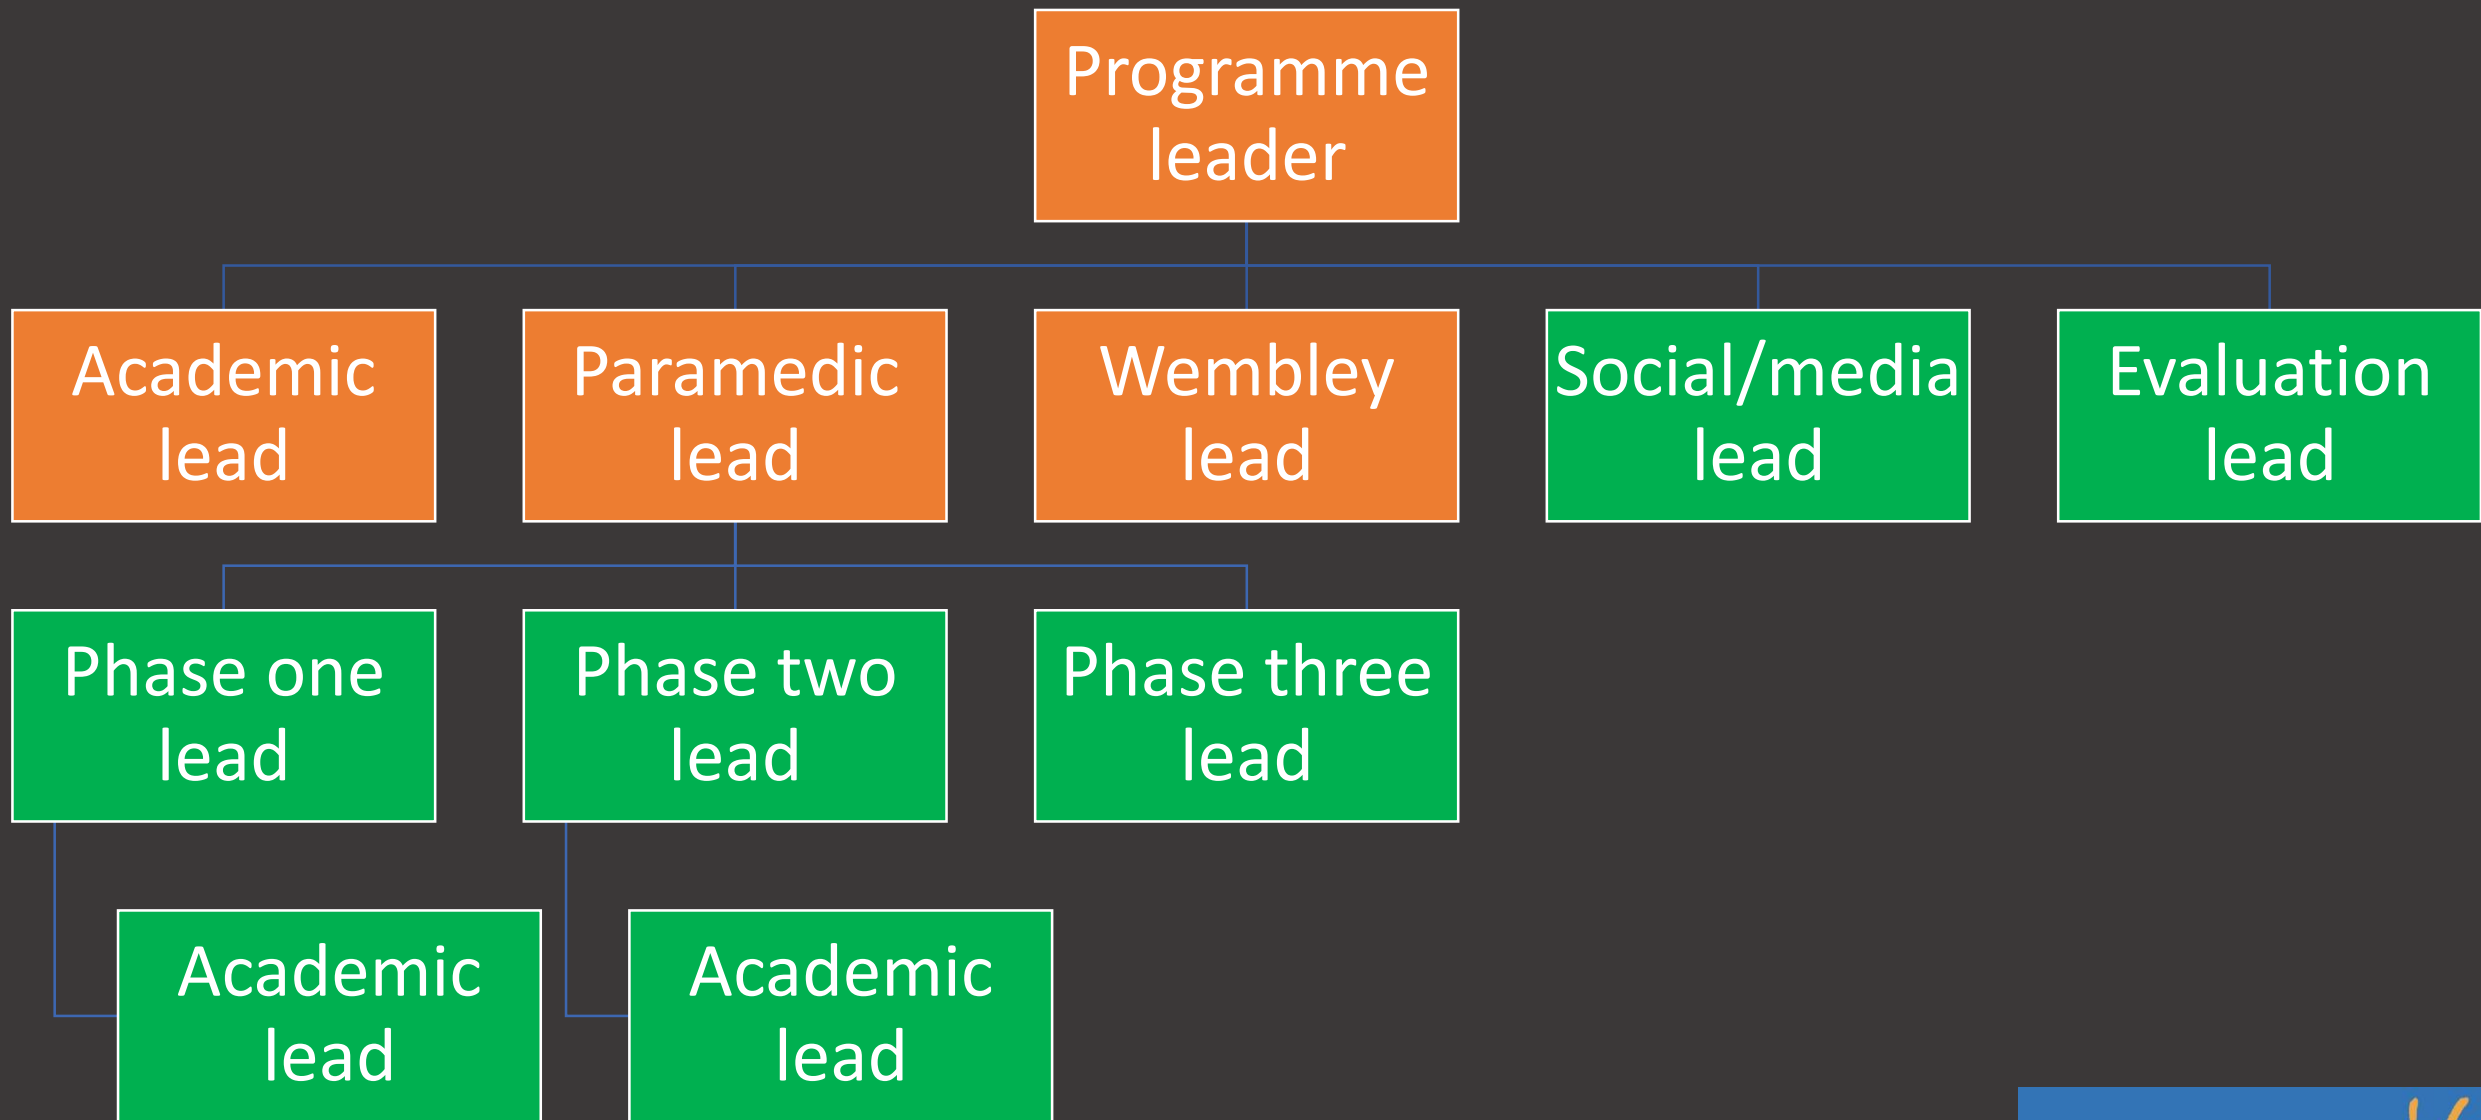 Programme
leader
Academic
lead
Paramedic
lead
Wembley
lead
Social/media
lead
Evaluation
lead
Phase one
lead
Phase two
lead
Phase three
lead
Academic
lead
Academic
lead